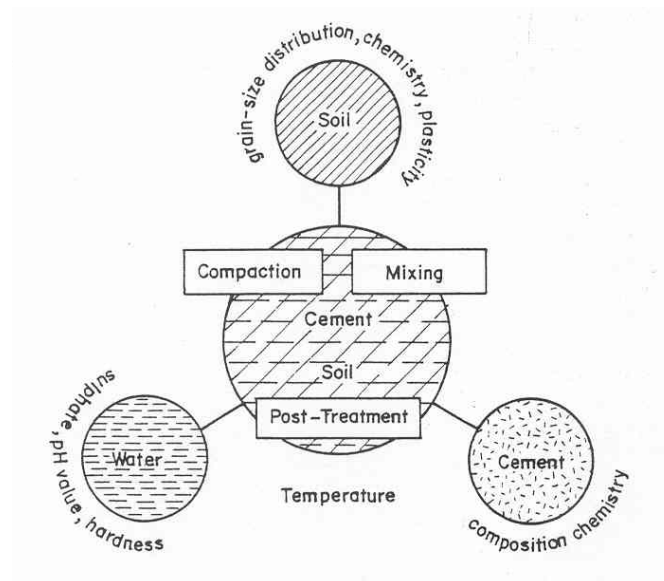 grain-size distribution, chemistry, plasticity
Soil
Compaction
Mixing
Cement
Soil
Post-Treatment
sulphate, pH value, hardness
Water
Cement
composition chemistry
Temperature